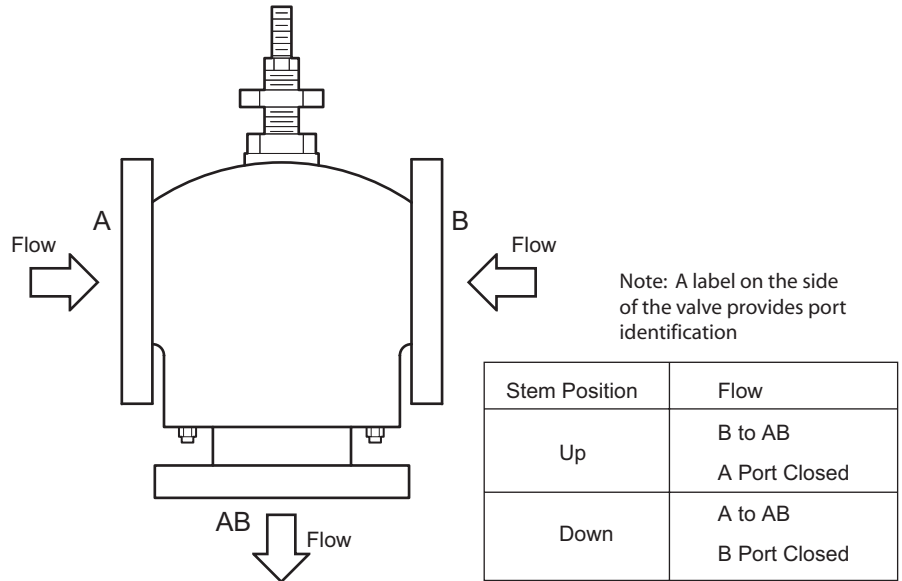 A
B
Flow
Flow
Note: A label on the side
of the valve provides port
identification
Stem Position Flow
Up
B to AB
A Port Closed
Down
A to AB
B Port Closed
AB
Flow